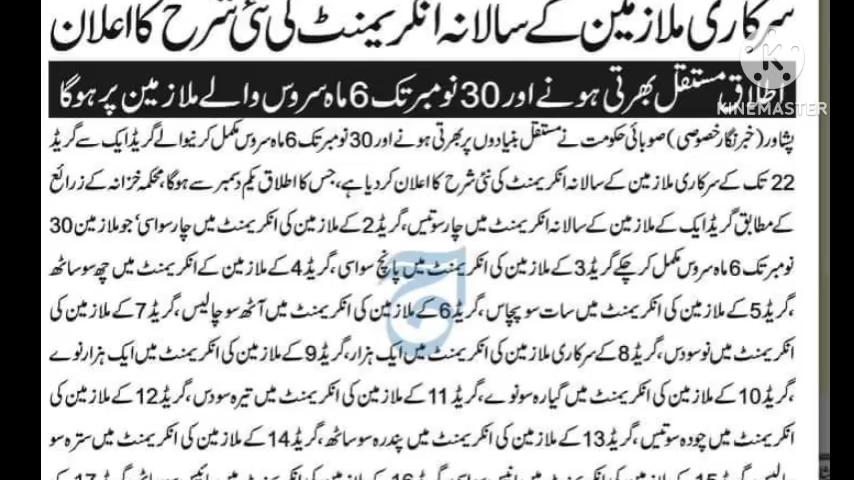 سرکاری ملازمین کے سالانہ انکریمنٹ کی نئی شرح کا اعلان
اطلاق مستقل بھرتی ہونے اور 30 نومبر تک 6 ماہ سروس والے ملازمین پر ہوگا
KINEMASTER
پشاور (خبر نگار خصوصی) صوبائی حکومت نے مستقل بنیادوں پر بھرتی ہونے اور 30 نومبر تک 6 ماہ سروس مکمل کرنیوالے گریڈ ایک سے گریڈ
22 تک کے سرکاری ملازمین کے سالانہ انکریمنٹ کی نئی شرح کا اعلان کر دیا ہے، جس کا اطلاق یکم دسمبر سے ہوگا، محکمہ خزانہ کے زرائع
کے مطابق گریڈ ایک کے ملازمین کے سالانہ انکریمنٹ میں چار سو تیس، گریڈ 2 کے ملازمین کی انکریمنٹ میں چار سو اسی' جو ملازمین 30
نومبر تک 6 ماہ سروس مکمل کر چکے گریڈ 3 کے ملازمین کی انکریمنٹ میں پانچ سو اسی، گریڈ 4 کے ملازمین کے انکریمنٹ میں چھ سو ساٹھ
،گریڈ 5 کے ملازمین کی انکریمنٹ میں سات سو پچاس، گریڈ 6 کے ملازمین کی انکریمنٹ میں آٹھ سو چالیس، گریڈ 7 کے ملازمین کی
انکریمنٹ میں نو سو دس، گریڈ 8 کے سرکاری ملازمین کی انکریمنٹ میں ایک ہزار، گریڈ 9 کے ملازمین کی انکریمنٹ میں ایک ہزار نوے
،گریڈ 10 کے ملازمین کی انکریمنٹ میں گیارہ سو نوے، گریڈ 11 کے ملازمین کی انکریمنٹ میں تیرہ سو دس، گریڈ 12 کے ملازمین کی
انکریمنٹ میں چودہ سو تیس، گریڈ 13 کے ملازمین کی انکریمنٹ میں پندرہ سو ساٹھ، گریڈ 14 کے ملازمین کی انکریمنٹ میں سترہ سو